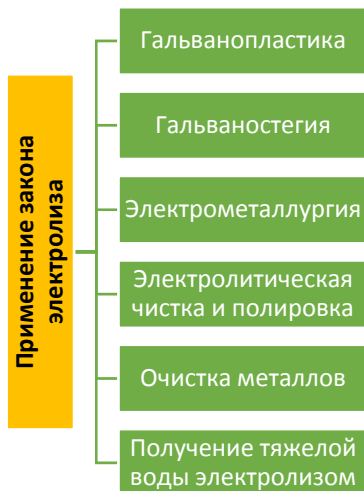 Применение закона
электролиза
Гальванопластика
Гальваностегия
Электрометаллургия
Электролитическая
чистка и полировка
Очистка металлов
Получение тяжелой
воды электролизом